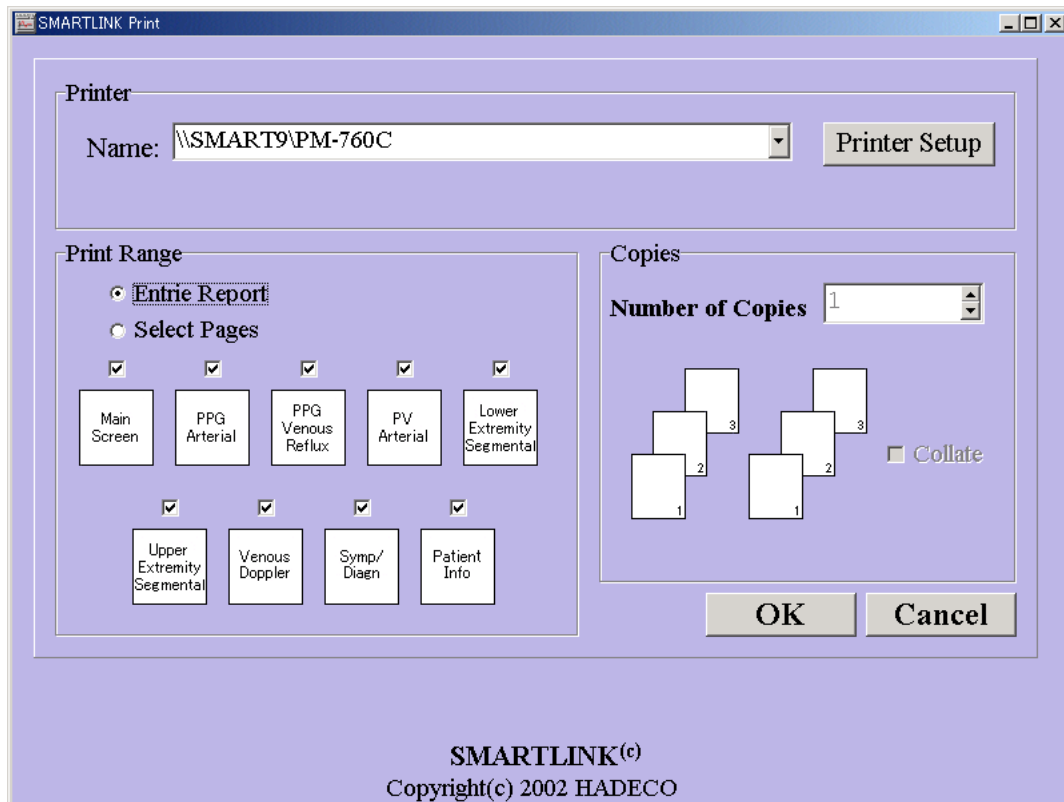 SMARTLINK Print
Printer
Name:
\\SMART9\PM-760C
Printer Setup
Print Range
Entrie Report
Select Pages
Main
Screen
PPG
Arterial
PPG
Venous
Reflux
PV
Arterial
Lower
Extremity
Segmental
Upper
Extremity
Segmental
Venous
Doppler
Symp/
Diagn
Patient
Info
Copies
Number of Copies
1
3
2
1
3
2
1
Collate
OK
Cancel
SMARTLINK(c)
Copyright(c) 2002 HADECO